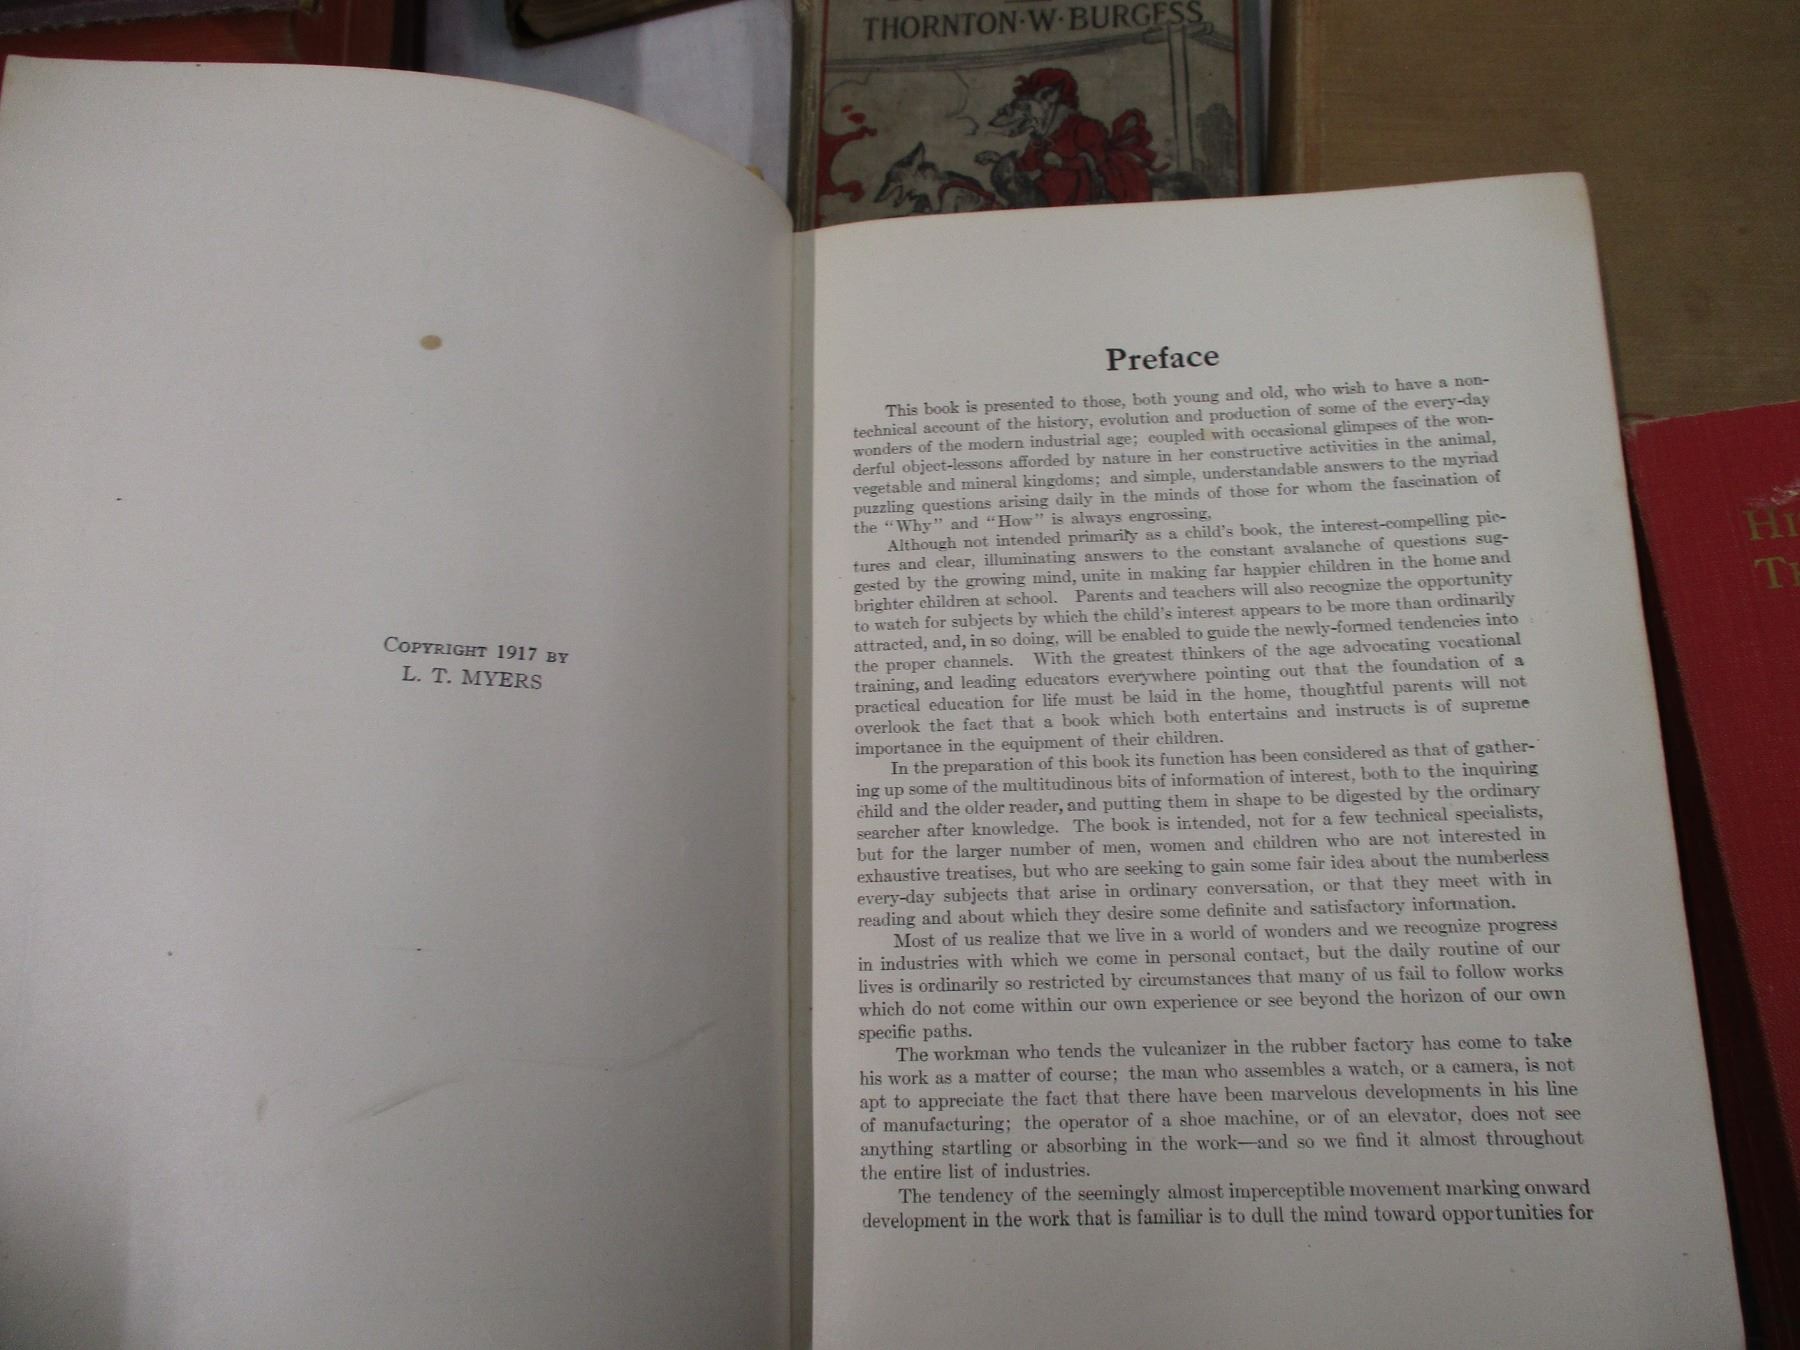 THORNTON·W·BURGESS
COPYRIGHT 1917 BY
L. T. MYERS
Preface
This book is presented to those, both young and old, who wish to have a non-
technical account of the history, evolution and production of some of the every-day
wonders of the modern industrial age; coupled with occasional glimpses of the won-
derful object-lessons afforded by nature in her constructive activities in the animal,
vegetable and mineral kingdoms; and simple, understandable answers to the myriad
puzzling questions arising daily in the minds of those for whom the fascination of
the "Why" and "How" is always engrossing.
Although not intended primarily as a child's book, the interest-compelling pic-
tures and clear, illuminating answers to the constant avalanche of questions sug-
gested by the growing mind, unite in making far happier children in the home and
brighter children at school. Parents and teachers will also recognize the opportunity
to watch for subjects by which the child's interest appears to be more than ordinarily
attracted, and, in so doing, will be enabled to guide the newly-formed tendencies into
the proper channels. With the greatest thinkers of the age advocating vocational
training, and leading educators everywhere pointing out that the foundation of a
practical education for life must be laid in the home, thoughtful parents will not
overlook the fact that a book which both entertains and instructs is of supreme
importance in the equipment of their children.
In the preparation of this book its function has been considered as that of gather-
ing up some of the multitudinous bits of information of interest, both to the inquiring
child and the older reader, and putting them in shape to be digested by the ordinary
searcher after knowledge. The book is intended, not for a few technical specialists,
but for the larger number of men, women and children who are not interested in
exhaustive treatises, but who are seeking to gain some fair idea about the numberless
every-day subjects that arise in ordinary conversation, or that they meet with in
reading and about which they desire some definite and satisfactory information.
Most of us realize that we live in a world of wonders and we recognize progress
in industries with which we come in personal contact, but the daily routine of our
lives is ordinarily so restricted by circumstances that many of us fail to follow works
which do not come within our own experience or see beyond the horizon of our own
specific paths.
The workman who tends the vulcanizer in the rubber factory has come to take
his work as a matter of course; the man who assembles a watch, or a camera, is not
apt to appreciate the fact that there have been marvelous developments in his line
of manufacturing; the operator of a shoe machine, or of an elevator, does not see
anything startling or absorbing in the work—and so we find it almost throughout
the entire list of industries.
The tendency of the seemingly almost imperceptible movement marking onward
development in the work that is familiar is to dull the mind toward opportunities for